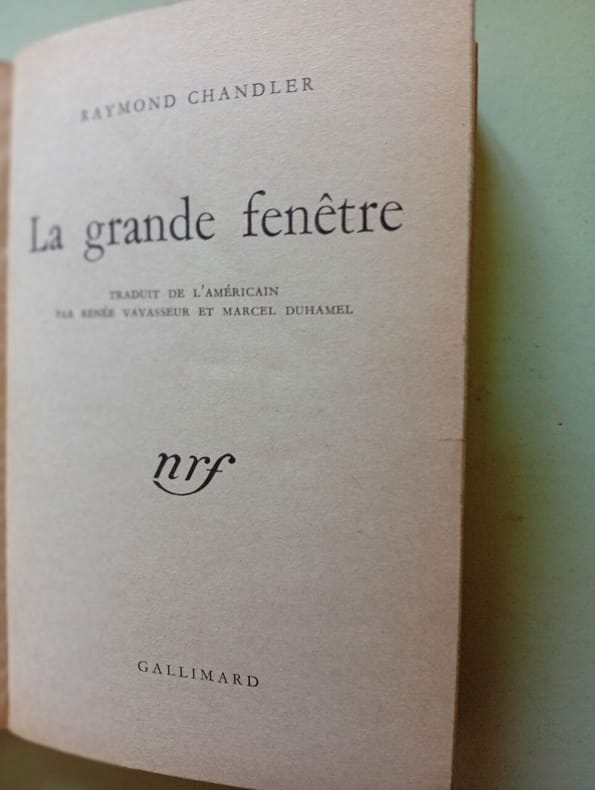 RAYMOND CHANDLER
La grande fenêtre
TRADUIT DE L'AMÉRICAIN
PAR RENÉE VAVASSEUR ET MARCEL DUHAMEL
nrf
GALLIMARD